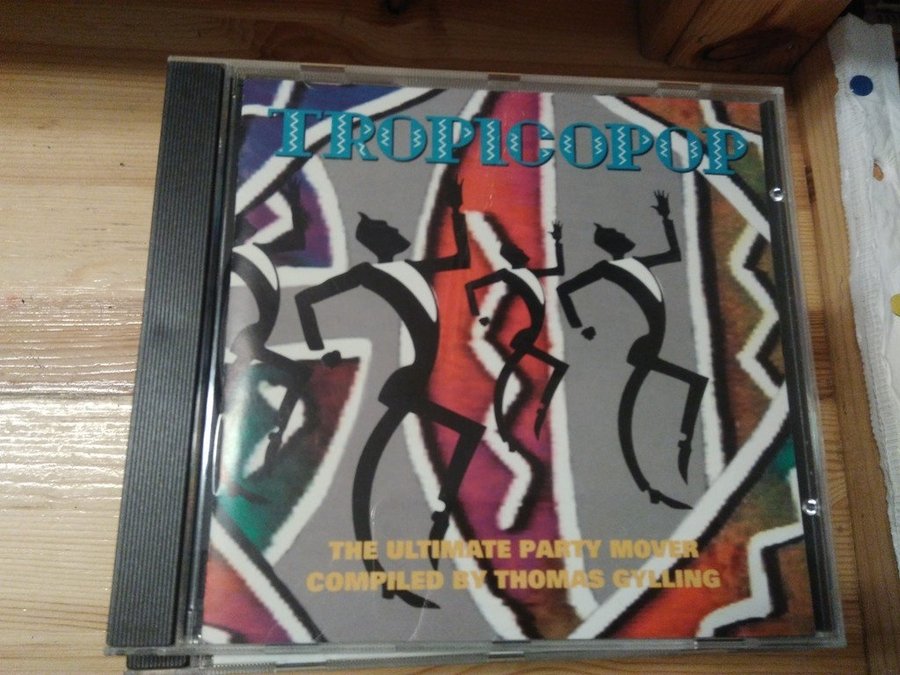 TROPICOPOP
THE ULTIMATE PARTY MOVER
COMPILED BY THOMAS GYLLING